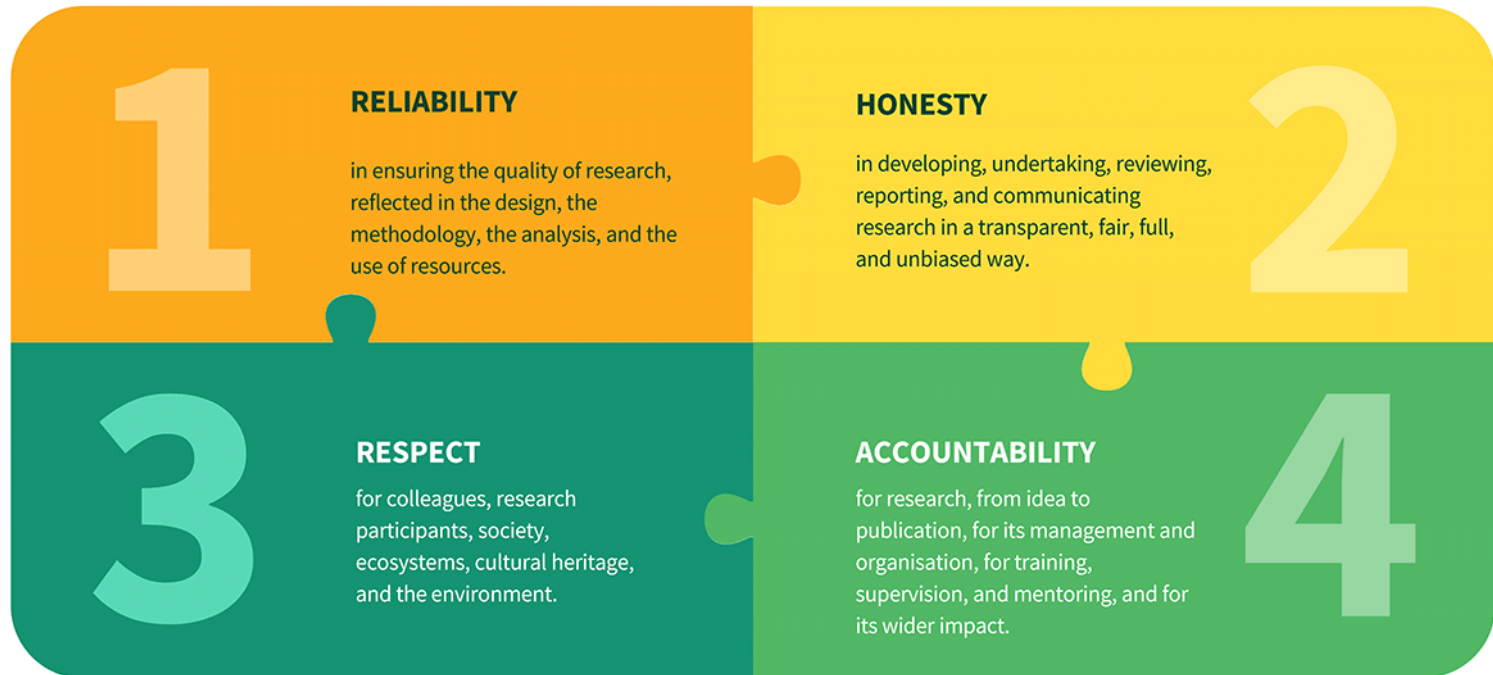 1
RELIABILITY
in ensuring the quality of research,
reflected in the design, the
methodology, the analysis, and the
use of resources.
2
HONESTY
in developing, undertaking, reviewing,
reporting, and communicating
research in a transparent, fair, full,
and unbiased way.
3
RESPECT
for colleagues, research
participants, society,
ecosystems, cultural heritage,
and the environment.
4
ACCOUNTABILITY
for research, from idea to
publication, for its management and
organisation, for training,
supervision, and mentoring, and for
its wider impact.